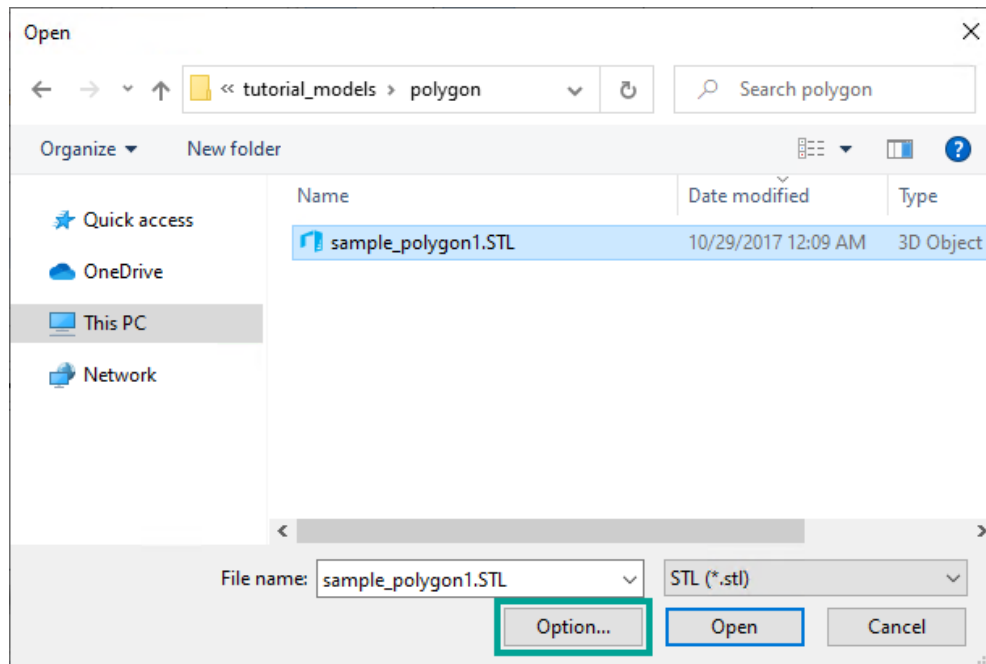 Open
« tutorial_models › polygon
Search polygon
Organize
New folder
Name
Date modified
Type
Quick access
sample_polygon1.STL
10/29/2017 12:09 AM
3D Object
OneDrive
This PC
Network
File name:
sample_polygon1.STL
STL (*.stl)
Option...
Open
Cancel